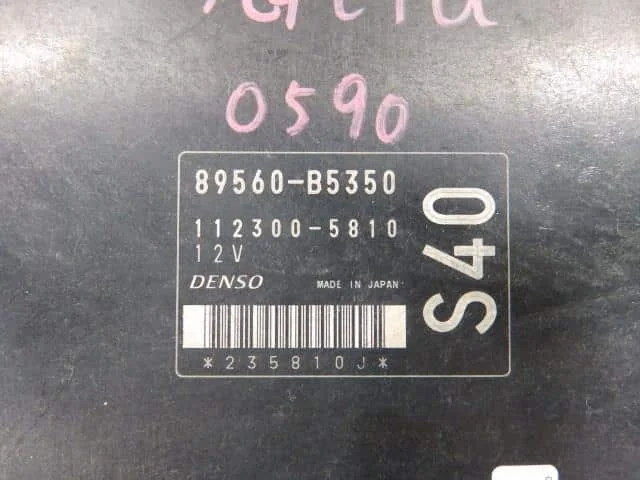 0590
89560-B5350
112300-5810
12V
DENSO MADE IN JAPAN
*235810J*
S40